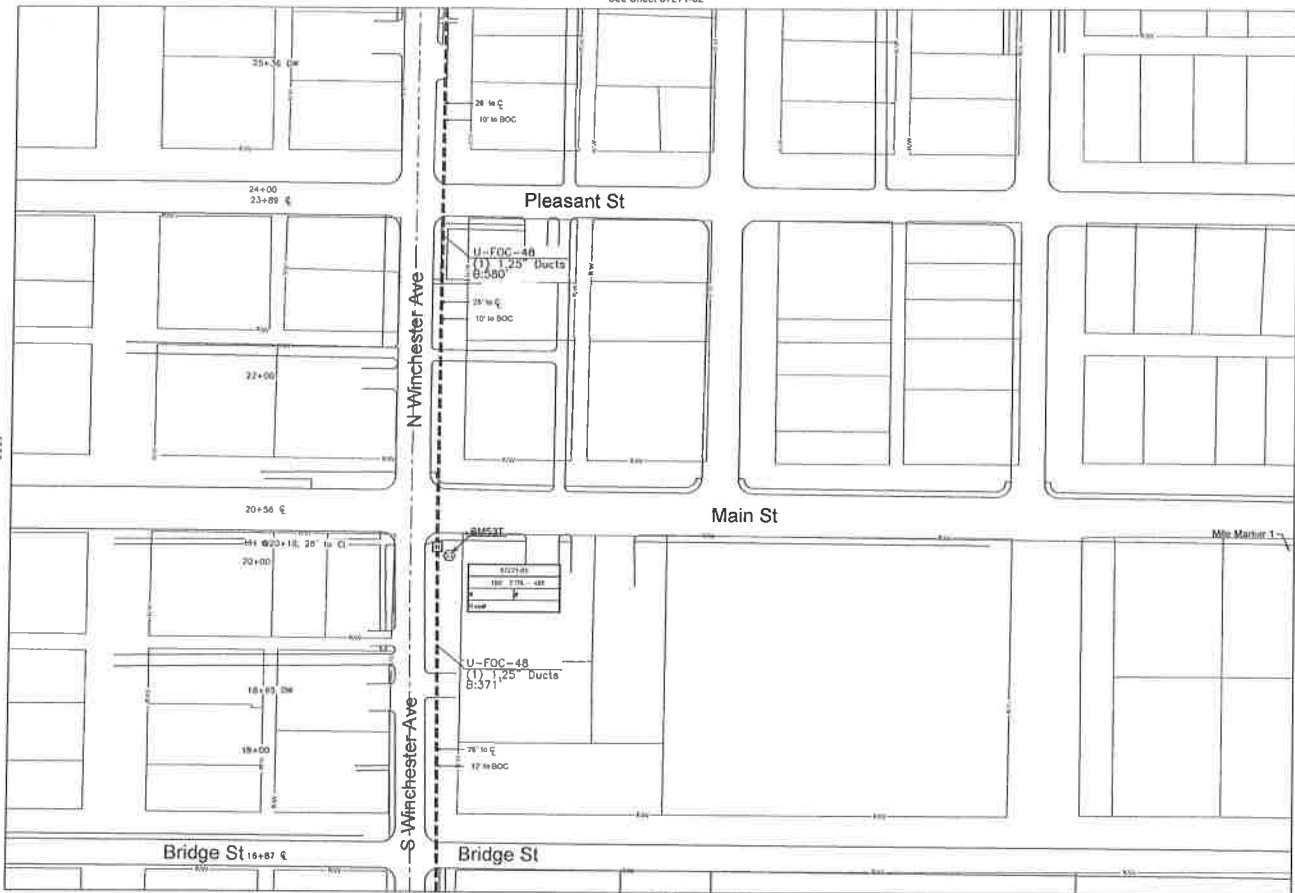 25+36 DW
28' to ℄
10' to BOC
24+00
23+89 ℄
Pleasant St
U-FOC-48
(1) 1.25" Ducts
B:580'
28' to ℄
10' to BOC
N Winchester Ave
22+00
20+56 ℄
Main St
HH @20+18, 28' to Cl
BM53T
Mile Marker 1
20+00
U-FOC-48
(1) 1.25" Ducts
B:371'
18+65 DW
18+00
12' to BOC
S Winchester Ave
Bridge St 16+87 ℄
Bridge St
R/W